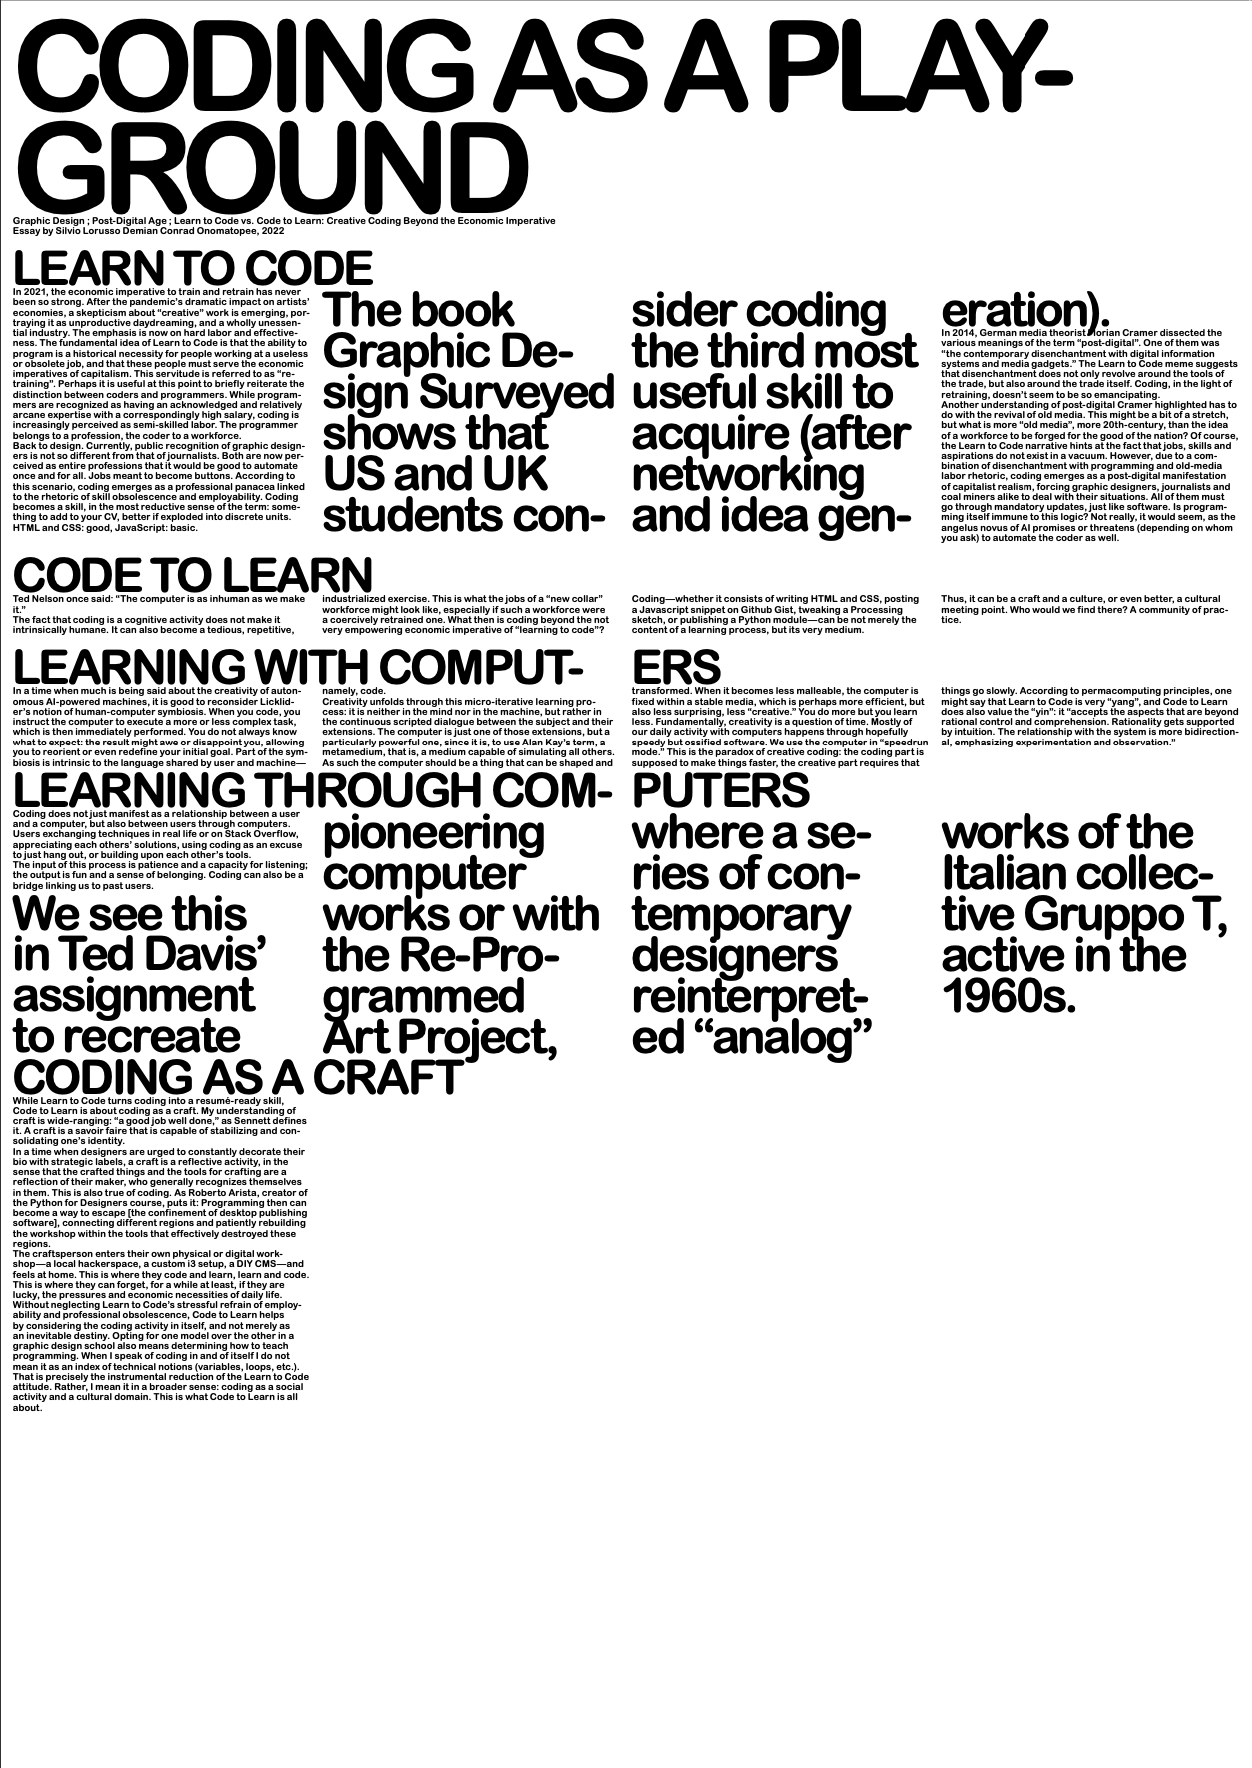 CODING AS A PLAY-
GROUND
Graphic Design ; Post-Digital Age ; Learn to Code vs. Code to Learn: Creative Coding Beyond the Economic Imperative
Essay by Silvio Lorusso Demian Conrad Onomatopee, 2022
LEARN TO CODE
In 2021, the economic imperative to train and retrain has never
been so strong. After the pandemic's dramatic impact on artists'
economies, a skepticism about “creative” work is emerging, por-
traying it as unproductive daydreaming, and a wholly unessen-
tial industry. The emphasis is now on hard labor and effective-
ness. The fundamental idea of Learn to Code is that the ability to
program is a historical necessity for people working at a useless
or obsolete job, and that these people must serve the economic
imperatives of capitalism. This servitude is referred to as “re-
training”. Perhaps it is useful at this point to briefly reiterate the
distinction between coders and programmers. While program-
mers are recognized as having an acknowledged and relatively
arcane expertise with a correspondingly high salary, coding is
increasingly perceived as semi-skilled labor. The programmer
belongs to a profession, the coder to a workforce.
Back to design. Currently, public recognition of graphic design-
ers is not so different from that of journalists. Both are now per-
ceived as entire professions that it would be good to automate
once and for all. Jobs meant to become buttons. According to
this scenario, coding emerges as a professional panacea linked
to the rhetoric of skill obsolescence and employability. Coding
becomes a skill, in the most reductive sense of the term: some-
thing to add to your CV, better if exploded into discrete units.
HTML and CSS: good, JavaScript: basic.
The book
Graphic De-
sign Surveyed
shows that
US and UK
students con-
sider coding
the third most
useful skill to
acquire (after
networking
and idea gen-
eration).
In 2014, German media theorist Florian Cramer dissected the
various meanings of the term “post-digital”. One of them was
“the contemporary disenchantment with digital information
systems and media gadgets.” The Learn to Code meme suggests
that disenchantment does not only revolve around the tools of
the trade, but also around the trade itself. Coding, in the light of
retraining, doesn't seem to be so emancipating.
Another understanding of post-digital Cramer highlighted has to
do with the revival of old media. This might be a bit of a stretch,
but what is more “old media”, more 20th-century, than the idea
of a workforce to be forged for the good of the nation? Of course,
the Learn to Code narrative hints at the fact that jobs, skills and
aspirations do not exist in a vacuum. However, due to a com-
bination of disenchantment with programming and old-media
labor rhetoric, coding emerges as a post-digital manifestation
of capitalist realism, forcing graphic designers, journalists and
coal miners alike to deal with their situations. All of them must
go through mandatory updates, just like software. Is program-
ming itself immune to this logic? Not really, it would seem, as the
angelus novus of AI promises or threatens (depending on whom
you ask) to automate the coder as well.
CODE TO LEARN
Ted Nelson once said: “The computer is as inhuman as we make
it.”
The fact that coding is a cognitive activity does not make it
intrinsically humane. It can also become a tedious, repetitive,
industrialized exercise. This is what the jobs of a “new collar”
workforce might look like, especially if such a workforce were
a coercively retrained one. What then is coding beyond the not
very empowering economic imperative of “learning to code”?
Coding—whether it consists of writing HTML and CSS, posting
a Javascript snippet on Github Gist, tweaking a Processing
sketch, or publishing a Python module—can be not merely the
content of a learning process, but its very medium.
Thus, it can be a craft and a culture, or even better, a cultural
meeting point. Who would we find there? A community of prac-
tice.
LEARNING WITH COMPUT-
ERS
In a time when much is being said about the creativity of auton-
omous AI-powered machines, it is good to reconsider Licklid-
er's notion of human-computer symbiosis. When you code, you
instruct the computer to execute a more or less complex task,
which is then immediately performed. You do not always know
what to expect: the result might awe or disappoint you, allowing
you to reorient or even redefine your initial goal. Part of the sym-
biosis is intrinsic to the language shared by user and machine—
namely, code.
Creativity unfolds through this micro-iterative learning pro-
cess: it is neither in the mind nor in the machine, but rather in
the continuous scripted dialogue between the subject and their
extensions. The computer is just one of those extensions, but a
particularly powerful one, since it is, to use Alan Kay's term, a
metamedium, that is, a medium capable of simulating all others.
As such the computer should be a thing that can be shaped and
transformed. When it becomes less malleable, the computer is
fixed within a stable media, which is perhaps more efficient, but
also less surprising, less “creative.” You do more but you learn
less. Fundamentally, creativity is a question of time. Mostly of
our daily activity with computers happens through hopefully
speedy but ossified software. We use the computer in “speedrun
mode.” This is the paradox of creative coding: the coding part is
supposed to make things faster, the creative part requires that
things go slowly. According to permacomputing principles, one
might say that Learn to Code is very “yang”, and Code to Learn
does also value the “yin”: it “accepts the aspects that are beyond
rational control and comprehension. Rationality gets supported
by intuition. The relationship with the system is more bidirection-
al, emphasizing experimentation and observation.”
LEARNING THROUGH COM-
PUTERS
Coding does not just manifest as a relationship between a user
and a computer, but also between users through computers.
Users exchanging techniques in real life or on Stack Overflow,
appreciating each others' solutions, using coding as an excuse
to just hang out, or building upon each other's tools.
The input of this process is patience and a capacity for listening;
the output is fun and a sense of belonging. Coding can also be a
bridge linking us to past users.
We see this
in Ted Davis’
assignment
to recreate
pioneering
computer
works or with
the Re-Pro-
grammed
Art Project,
where a se-
ries of con-
temporary
designers
reinterpret-
ed “analog”
works of the
Italian collec-
tive Gruppo T,
active in the
1960s.
CODING AS A CRAFT
While Learn to Code turns coding into a resumé-ready skill,
Code to Learn is about coding as a craft. My understanding of
craft is wide-ranging: “a good job well done,” as Sennett defines
it. A craft is a savoir faire that is capable of stabilizing and con-
solidating one's identity.
In a time when designers are urged to constantly decorate their
bio with strategic labels, a craft is a reflective activity, in the
sense that the crafted things and the tools for crafting are a
reflection of their maker, who generally recognizes themselves
in them. This is also true of coding. As Roberto Arista, creator of
the Python for Designers course, puts it: Programming then can
become a way to escape [the confinement of desktop publishing
software], connecting different regions and patiently rebuilding
the workshop within the tools that effectively destroyed these
regions.
The craftsperson enters their own physical or digital work-
shop—a local hackerspace, a custom i3 setup, a DIY CMS—and
feels at home. This is where they code and learn, learn and code.
This is where they can forget, for a while at least, if they are
lucky, the pressures and economic necessities of daily life.
Without neglecting Learn to Code's stressful refrain of employ-
ability and professional obsolescence, Code to Learn helps
by considering the coding activity in itself, and not merely as
an inevitable destiny. Opting for one model over the other in a
graphic design school also means determining how to teach
programming. When I speak of coding in and of itself I do not
mean it as an index of technical notions (variables, loops, etc.).
That is precisely the instrumental reduction of the Learn to Code
attitude. Rather, I mean it in a broader sense: coding as a social
activity and a cultural domain. This is what Code to Learn is all
about.